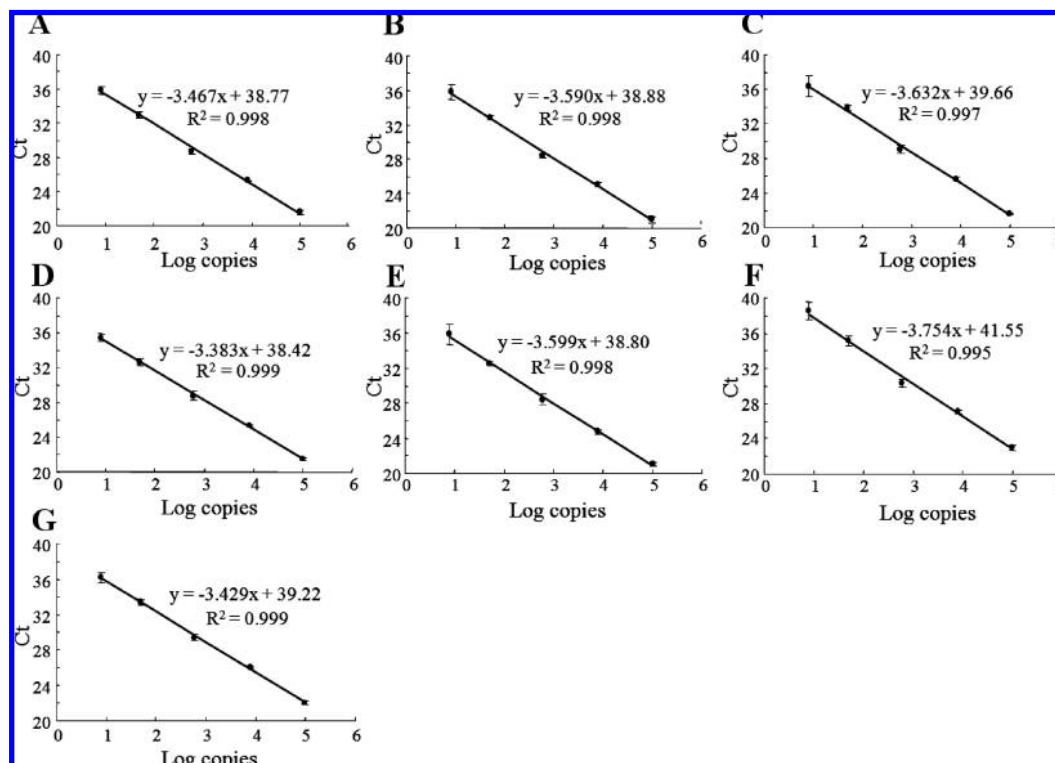 A
40
36
32
28
24
20
Ct
y = -3.467x + 38.77
R² = 0.998
0 1 2 3 4 5 6
Log copies
B
40
36
32
28
24
20
Ct
y = -3.590x + 38.88
R² = 0.998
0 1 2 3 4 5 6
Log copies
C
40
36
32
28
24
20
Ct
y = -3.632x + 39.66
R² = 0.997
0 1 2 3 4 5
Log copies
D
40
36
32
28
24
20
Ct
y = -3.383x + 38.42
R² = 0.999
0 1 2 3 4 5 6
Log copies
E
40
36
32
28
24
20
Ct
y = -3.599x + 38.80
R² = 0.998
0 1 2 3 4 5 6
Log copies
F
40
36
32
28
24
20
Ct
y = -3.754x + 41.55
R² = 0.995
0 1 2 3 4 5
Log copies
G
40
36
32
28
24
20
Ct
y = -3.429x + 39.22
R² = 0.999
0 1 2 3 4 5 6
Log copies